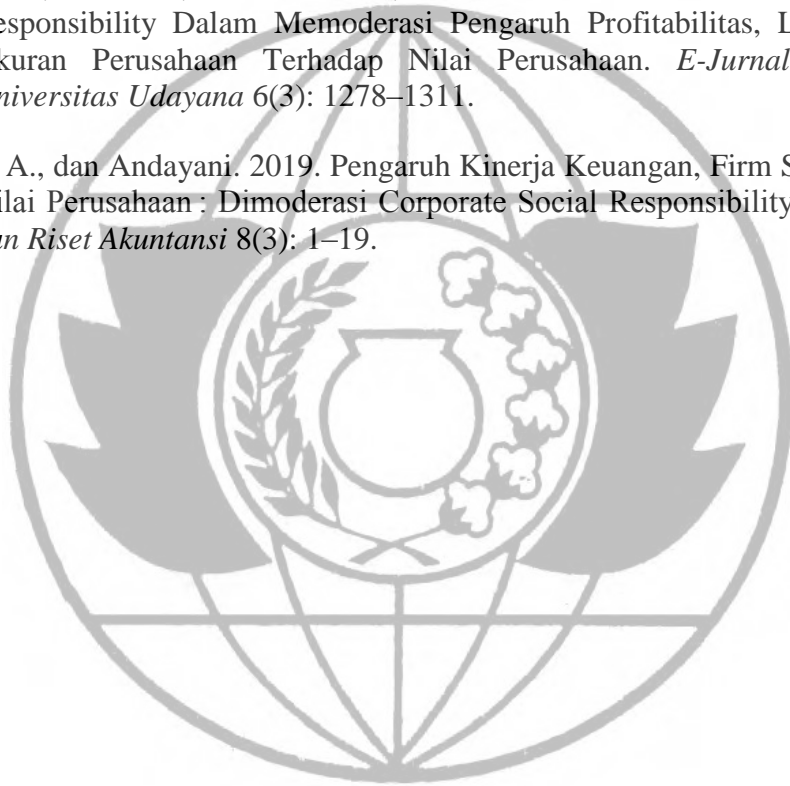 esponsibility Dalam Memoderasi Pengaruh Profitabilitas, L
kuran Perusahaan Terhadap Nilai Perusahaan. E-Jurnal
niversitas Udayana 6(3): 1278–1311.
A., dan Andayani. 2019. Pengaruh Kinerja Keuangan, Firm S
ilai Perusahaan : Dimoderasi Corporate Social Responsibility
an Riset Akuntansi 8(3): 1–19.